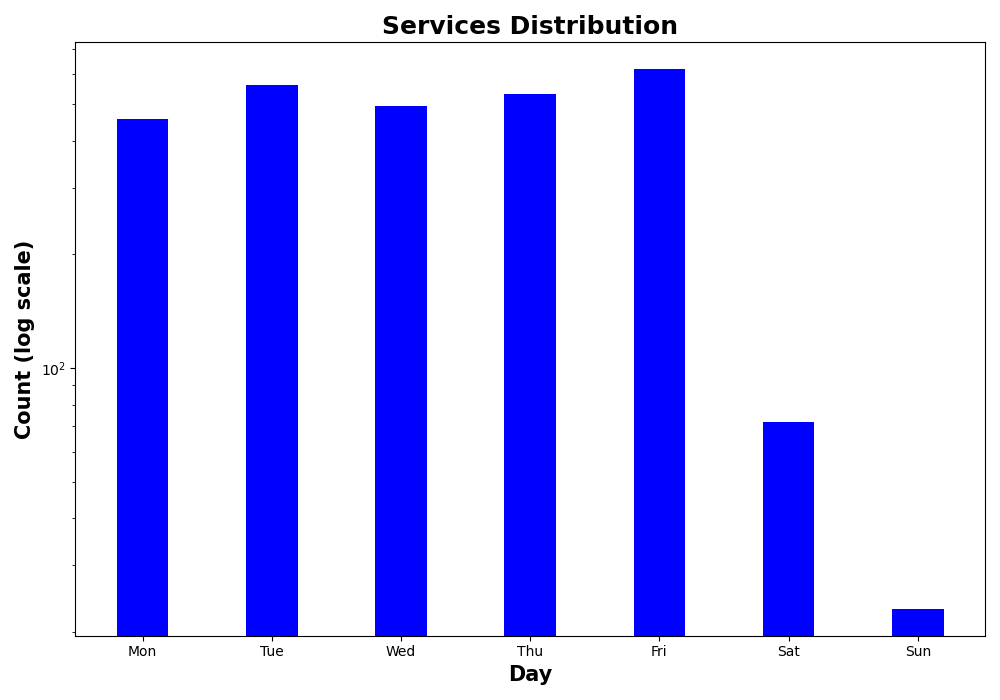 Services Distribution
Count (log scale)
10²
Mon Tue Wed Thu Fri Sat Sun
Day